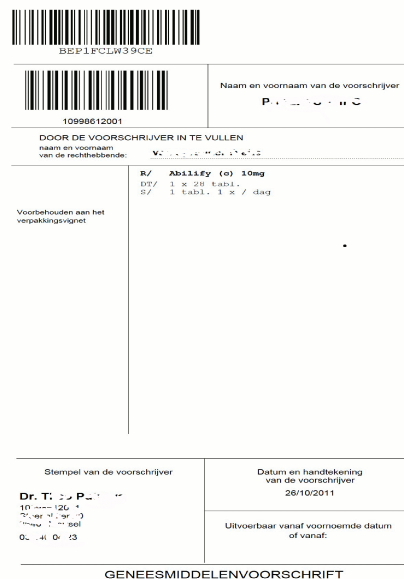 BEP1FCLW39CE
10998612001
Naam en voornaam van de voorschrijver
DOOR DE VOORSCHRIJVER IN TE VULLEN
naam en voornaam
van de rechthebbende:
R/ Abilify (c) 10mg
DT/ 1 x 28 tabl.
S/ 1 tabl. 1 x / dag
Voorbehouden aan het
verpakkingsvignet
Stempel van de voorschrijver
Dr.
Datum en handtekening
van de voorschrijver
26/10/2011
Uitvoerbaar vanaf voornoemde datum
of vanaf:
GENEESMIDDELENVOORSCHRIFT